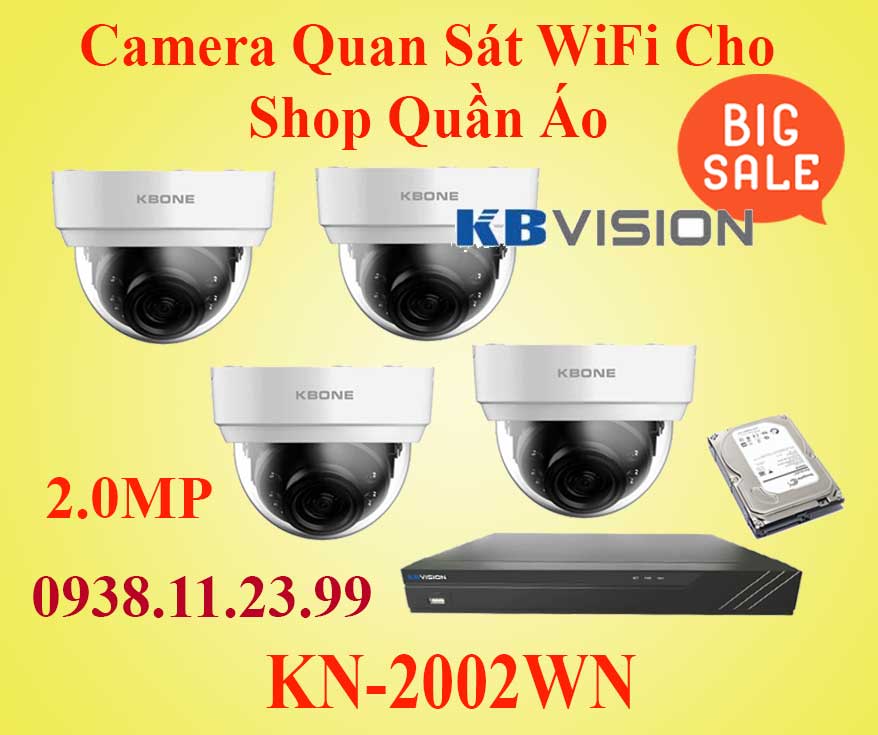 Camera Quan Sát WiFi Cho
Shop Quần Áo
BIG
SALE
KBVISION
KBONE
KBONE
KBONE
KBONE
2.0MP
KBVISION
0938.11.23.99
KN-2002WN